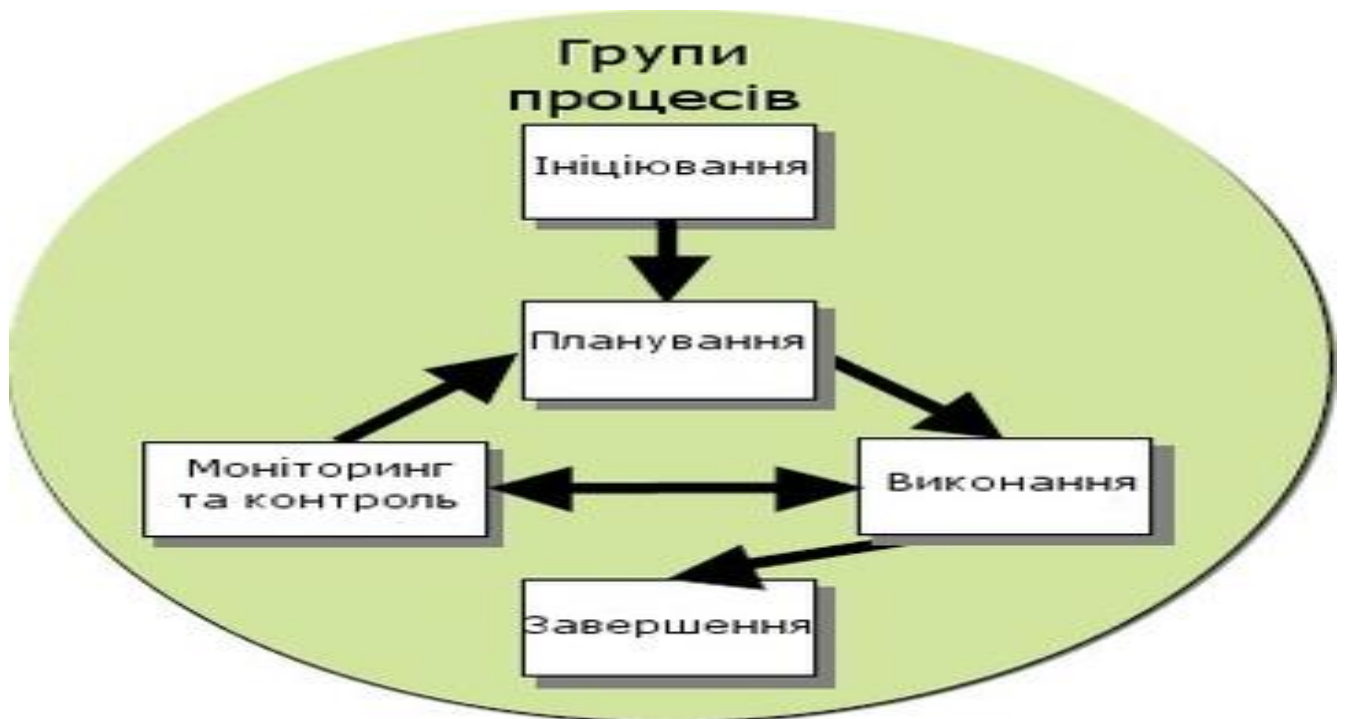 Групи
процесів
Ініціювання
Планування
Моніторинг
та контроль
Виконання
Завершення